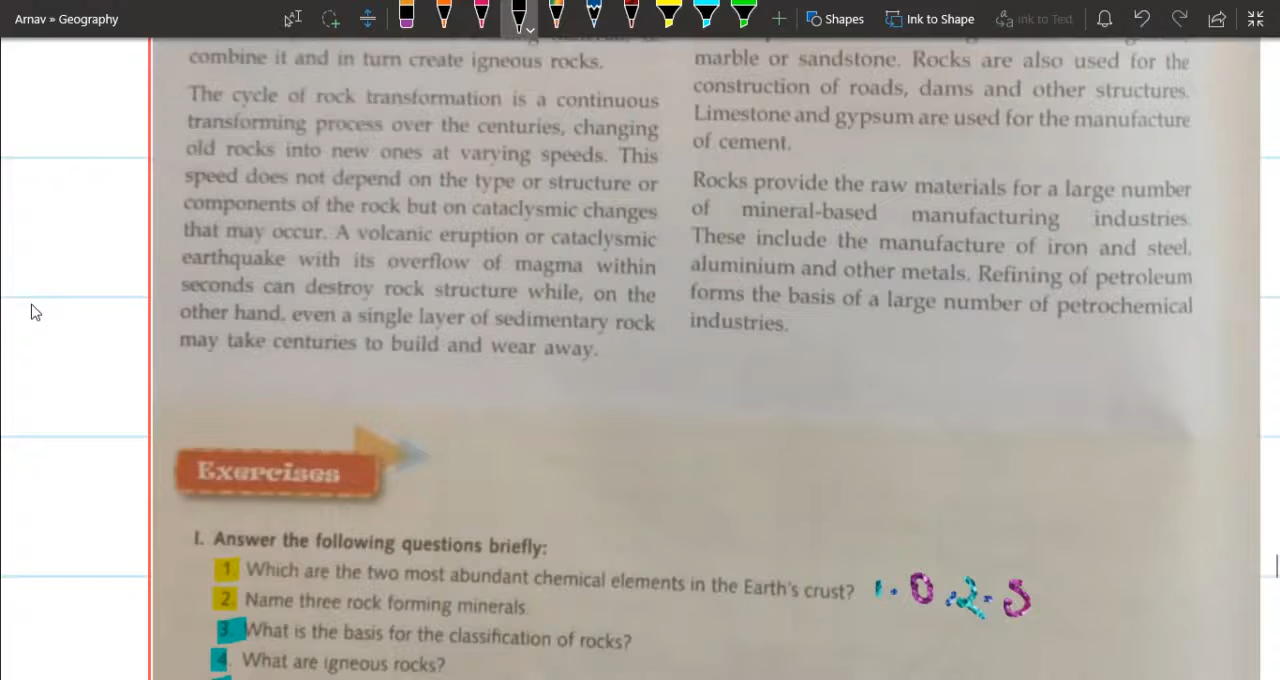 Arnav » Geography
Shapes
Ink to Shape
Ink to Text
combine it and in turn create igneous rocks.
The cycle of rock transformation is a continuous
transforming process over the centuries, changing
old rocks into new ones at varying speeds. This
speed does not depend on the type or structure or
components of the rock but on cataclysmic changes
that may occur. A volcanic eruption or cataclysmic
earthquake with its overflow of magma within
seconds can destroy rock structure while, on the
other hand, even a single layer of sedimentary rock
may take centuries to build and wear away.
marble or sandstone. Rocks are also used for the
construction of roads, dams and other structures.
Limestone and gypsum are used for the manufacture
of cement.
Rocks provide the raw materials for a large number
of mineral-based manufacturing industries.
These include the manufacture of iron and steel,
aluminium and other metals. Refining of petroleum
forms the basis of a large number of petrochemical
industries.
Exercises
I. Answer the following questions briefly:
1. Which are the two most abundant chemical elements in the Earth's crust? 1. O .2. S
2. Name three rock forming minerals.
3. What is the basis for the classification of rocks?
4. What are igneous rocks?